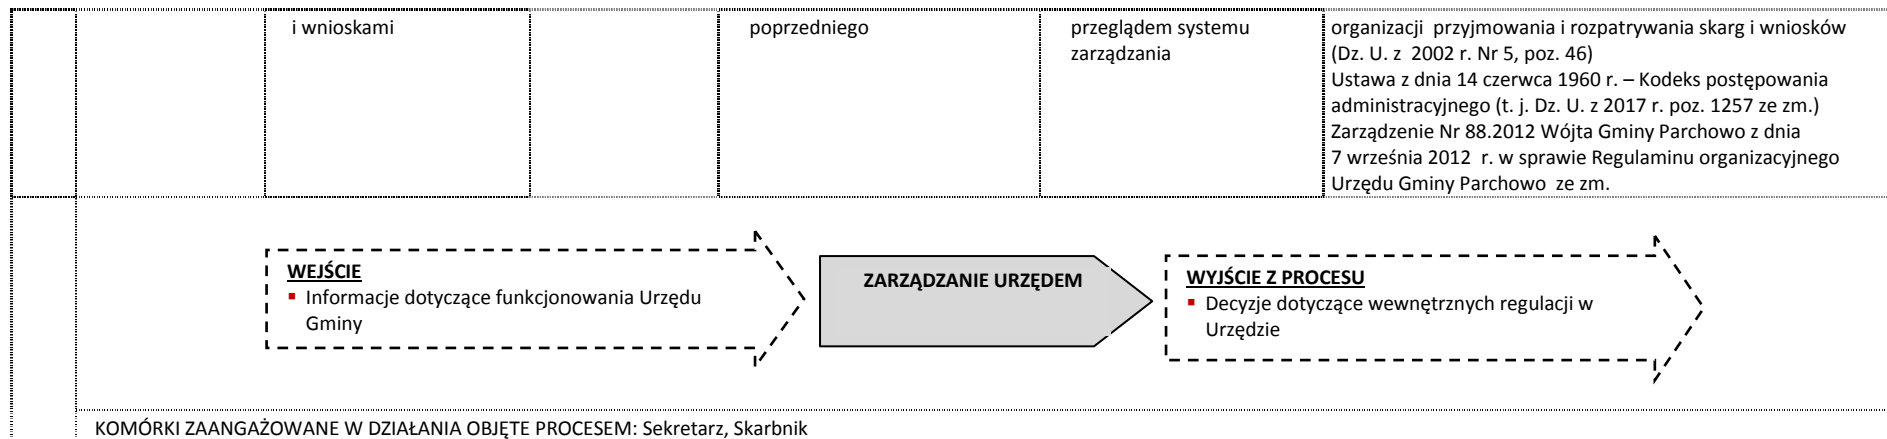 i wnioskami
poprzedniego
przeglądem systemu
zarządzania
organizacji przyjmowania i rozpatrywania skarg i wniosków
(Dz. U. z 2002 r. Nr 5, poz. 46)
Ustawa z dnia 14 czerwca 1960 r. – Kodeks postępowania
administracyjnego (t. j. Dz. U. z 2017 r. poz. 1257 ze zm.)
Zarządzenie Nr 88.2012 Wójta Gminy Parchowo z dnia
7 września 2012 r. w sprawie Regulaminu organizacyjnego
Urzędu Gminy Parchowo ze zm.
WEJŚCIE
▪ Informacje dotyczące funkcjonowania Urzędu
Gminy
ZARZĄDZANIE URZĘDEM
WYJŚCIE Z PROCESU
▪ Decyzje dotyczące wewnętrznych regulacji w
Urzędzie
KOMÓRKI ZAANGAŻOWANE W DZIAŁANIA OBJĘTE PROCESEM: Sekretarz, Skarbnik